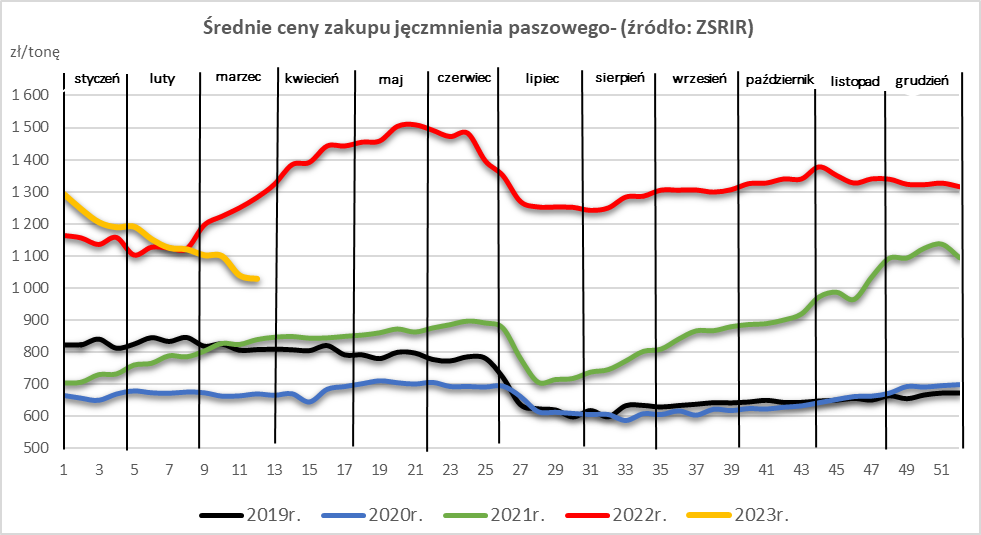 Średnie ceny zakupu jęczmnienia paszowego- (źródło: ZSRIR)
zł/tonę
styczeń luty marzec kwiecień maj czerwiec lipiec sierpień wrzesień październik listopad grudzień
1 600
1 500
1 400
1 300
1 200
1 100
1 000
900
800
700
600
500
1 3 5 7 9 11 13 15 17 19 21 23 25 27 29 31 33 35 37 39 41 43 45 47 49 51
2019r. 2020r. 2021r. 2022r. 2023r.